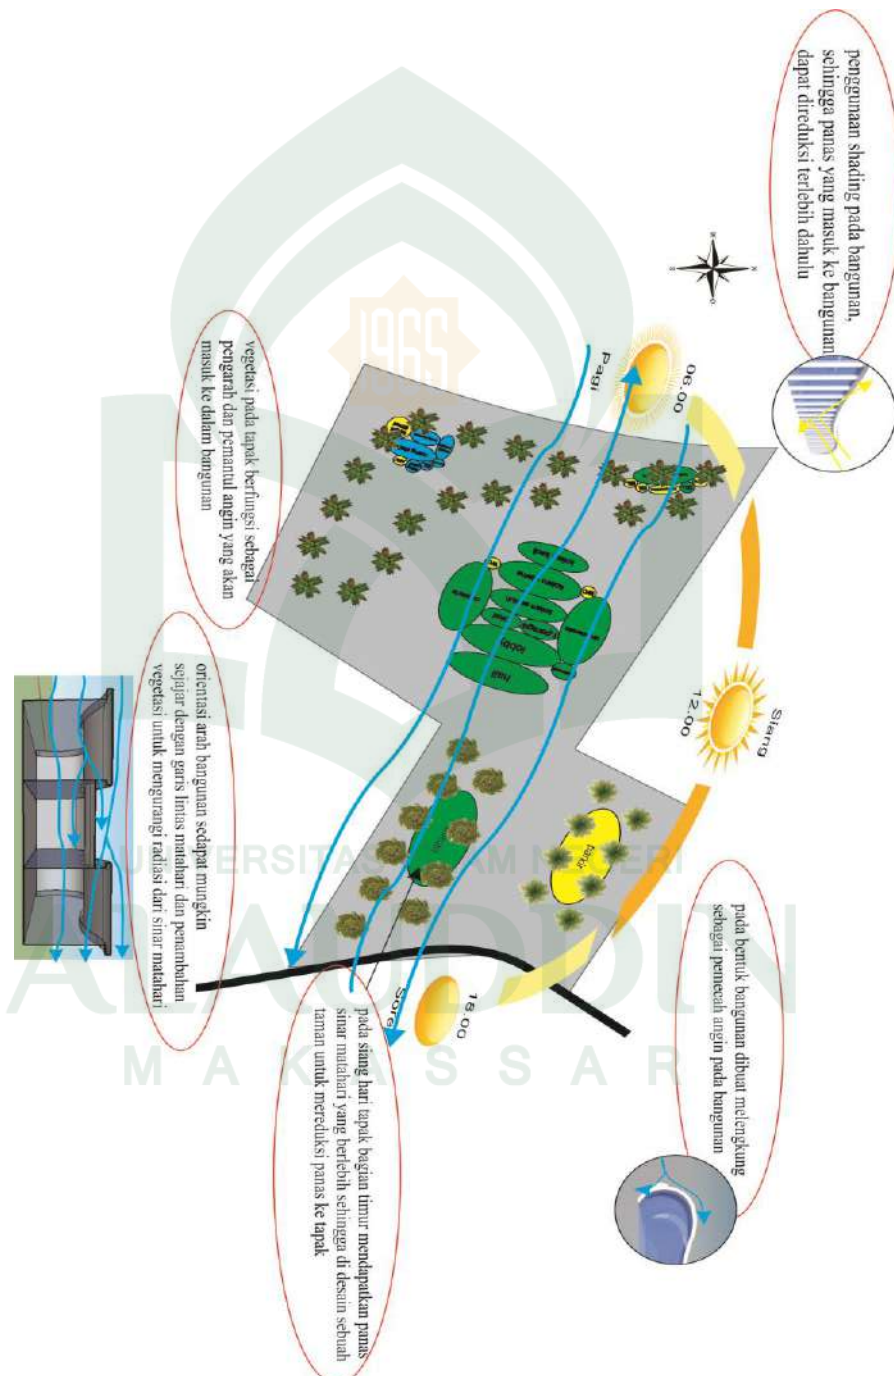 penggunaan shading pada bangunan,
sehingga panas yang masuk ke bangunan
dapat direduksi terlebih dahulu
pada bentuk bangunan dibuat melengkung
sebagai pemecah angin pada bangunan
06.00
Pagi
Siang
12.00
18.00
Sore
parkir
lobby
hall
vegetasi pada tapak berfungsi sebagai
pengarah dan pemantul angin yang akan
masuk ke dalam bangunan
orientasi arah bangunan sedapat mungkin
sejajar dengan garis lintas matahari dan penambahan
vegetasi untuk mengurangi radiasi dari sinar matahari
pada siang hari tapak bagian timur mendapatkan panas
sinar matahari yang berlebih sehingga di desain sebuah
taman untuk mereduksi panas ke tapak
1965
UNIVERSITAS ISLAM NEGERI
ALAUDDIN
MAKASSAR